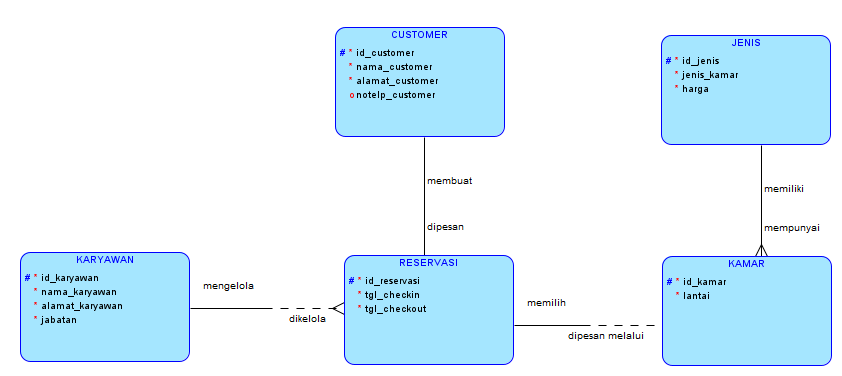 CUSTOMER
# * id_customer
* nama_customer
* alamat_customer
o notelp_customer
JENIS
# * id_jenis
* jenis_kamar
* harga
membuat
dipesan
memiliki
mempunyai
KARYAWAN
# * id_karyawan
* nama_karyawan
* alamat_karyawan
* jabatan
mengelola
dikelola
RESERVASI
# * id_reservasi
* tgl_checkin
* tgl_checkout
memilih
dipesan melalui
KAMAR
# * id_kamar
* lantai